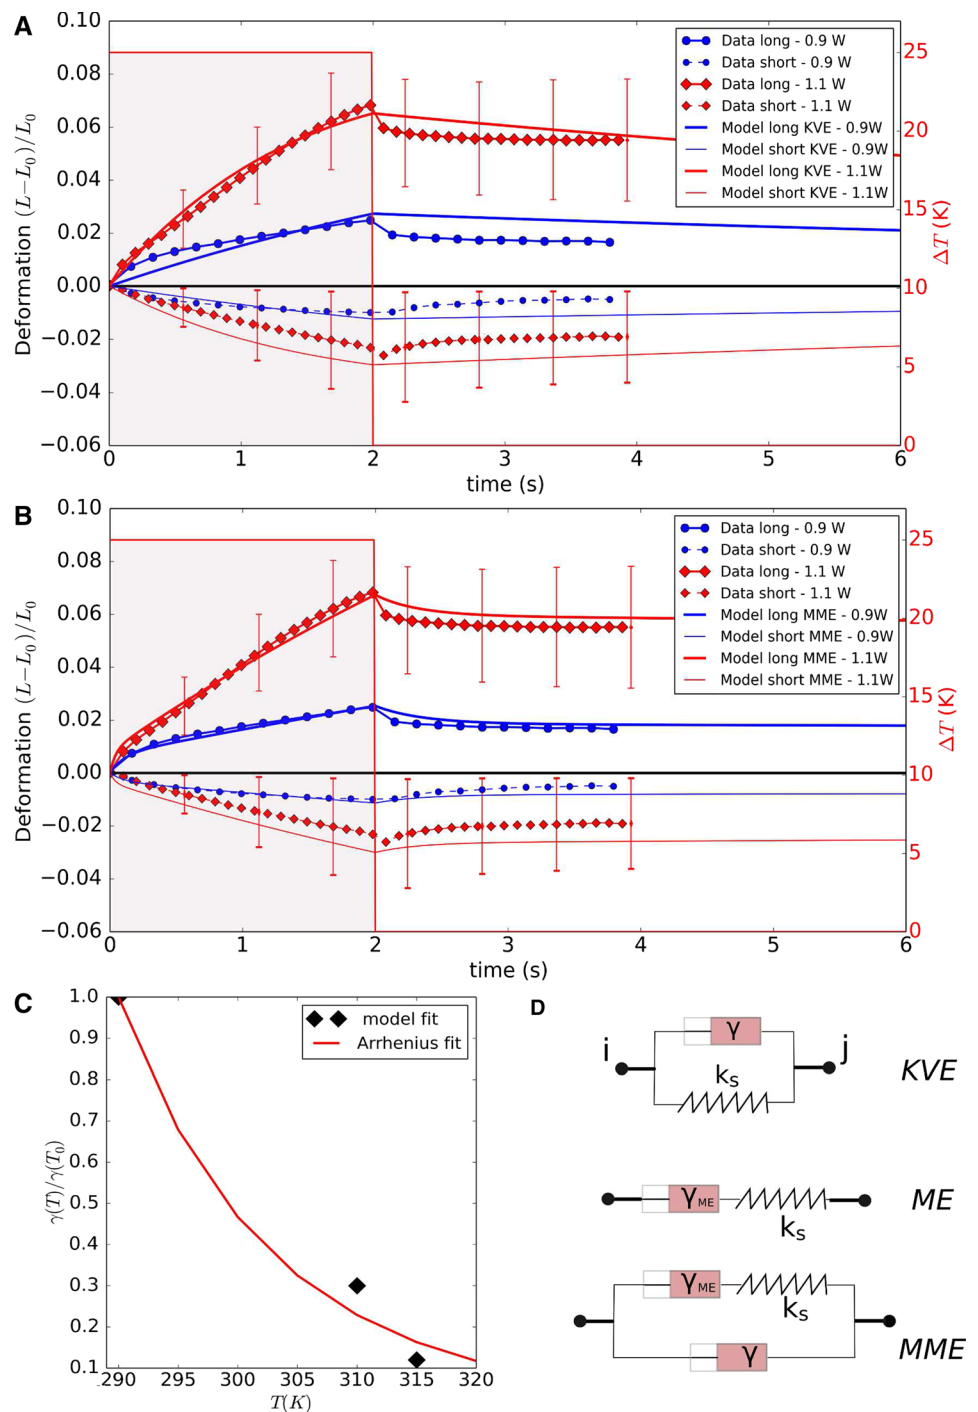 A
Deformation (L−L₀)/L₀
0.10
0.08
0.06
0.04
0.02
0.00
−0.02
−0.04
−0.06
Data long - 0.9 W
Data short - 0.9 W
Data long - 1.1 W
Data short - 1.1 W
Model long KVE - 0.9W
Model short KVE - 0.9W
Model long KVE - 1.1W
Model short KVE - 1.1W
25
20
15
10
5
0
ΔT (K)
0 1 2 3 4 5 6
time (s)
B
Deformation (L−L₀)/L₀
0.10
0.08
0.06
0.04
0.02
0.00
−0.02
−0.04
−0.06
Data long - 0.9 W
Data short - 0.9 W
Data long - 1.1 W
Data short - 1.1 W
Model long MME - 0.9W
Model short MME - 0.9W
Model long MME - 1.1W
Model short MME - 1.1W
25
20
15
10
5
0
ΔT (K)
0 1 2 3 4 5 6
time (s)
C
γ(T)/γ(T₀)
1.0
0.9
0.8
0.7
0.6
0.5
0.4
0.3
0.2
0.1
model fit
Arrhenius fit
290 295 300 305 310 315 320
T(K)
D
i
γ
j
kₛ
KVE
γ_ME
kₛ
ME
γ_ME
kₛ
γ
MME